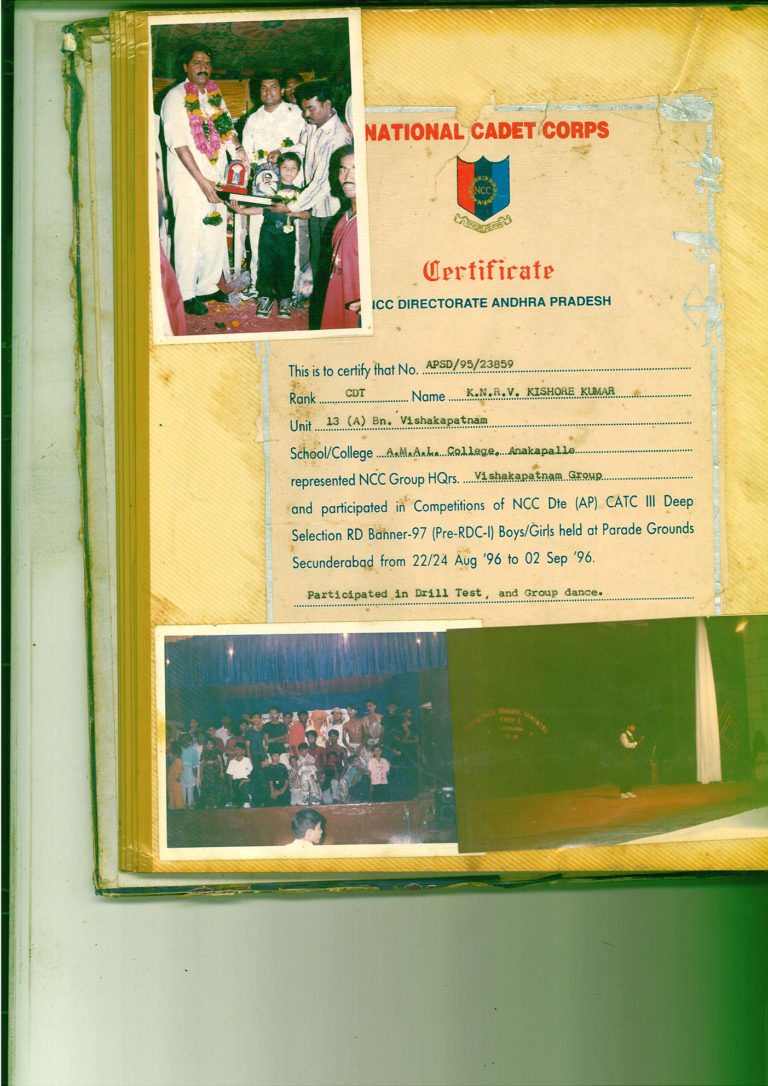 NATIONAL CADET CORPS
NCC
Certificate
NCC DIRECTORATE ANDHRA PRADESH
This is to certify that No. APSD/95/23859
Rank CDT Name K.N.R.V. KISHORE KUMAR
Unit 13 (A) Bn. Vishakapatnam
School/College A.M.A.L. College, Anakapalle
represented NCC Group HQrs. Vishakapatnam Group
and participated in Competitions of NCC Dte (AP) CATC III Deep
Selection RD Banner-97 (Pre-RDC-I) Boys/Girls held at Parade Grounds
Secunderabad from 22/24 Aug '96 to 02 Sep '96.
Participated in Drill Test, and Group dance.
COMBINED ANNUAL TRAINING
CAMP